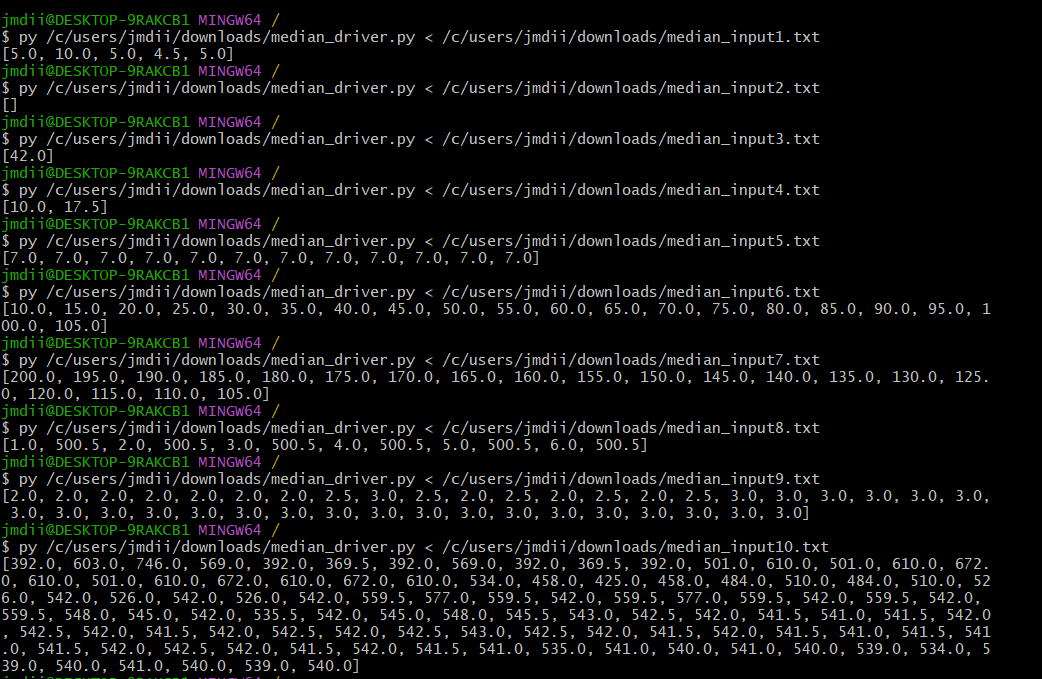 jmdii@DESKTOP-9RAKCB1 MINGW64 /
$ py /c/users/jmdii/downloads/median_driver.py < /c/users/jmdii/downloads/median_input1.txt
[5.0, 10.0, 5.0, 4.5, 5.0]
jmdii@DESKTOP-9RAKCB1 MINGW64 /
$ py /c/users/jmdii/downloads/median_driver.py < /c/users/jmdii/downloads/median_input2.txt
[]
jmdii@DESKTOP-9RAKCB1 MINGW64 /
$ py /c/users/jmdii/downloads/median_driver.py < /c/users/jmdii/downloads/median_input3.txt
[42.0]
jmdii@DESKTOP-9RAKCB1 MINGW64 /
$ py /c/users/jmdii/downloads/median_driver.py < /c/users/jmdii/downloads/median_input4.txt
[10.0, 17.5]
jmdii@DESKTOP-9RAKCB1 MINGW64 /
$ py /c/users/jmdii/downloads/median_driver.py < /c/users/jmdii/downloads/median_input5.txt
[7.0, 7.0, 7.0, 7.0, 7.0, 7.0, 7.0, 7.0, 7.0, 7.0, 7.0, 7.0]
jmdii@DESKTOP-9RAKCB1 MINGW64 /
$ py /c/users/jmdii/downloads/median_driver.py < /c/users/jmdii/downloads/median_input6.txt
[10.0, 15.0, 20.0, 25.0, 30.0, 35.0, 40.0, 45.0, 50.0, 55.0, 60.0, 65.0, 70.0, 75.0, 80.0, 85.0, 90.0, 95.0, 1
00.0, 105.0]
jmdii@DESKTOP-9RAKCB1 MINGW64 /
$ py /c/users/jmdii/downloads/median_driver.py < /c/users/jmdii/downloads/median_input7.txt
[200.0, 195.0, 190.0, 185.0, 180.0, 175.0, 170.0, 165.0, 160.0, 155.0, 150.0, 145.0, 140.0, 135.0, 130.0, 125.
0, 120.0, 115.0, 110.0, 105.0]
jmdii@DESKTOP-9RAKCB1 MINGW64 /
$ py /c/users/jmdii/downloads/median_driver.py < /c/users/jmdii/downloads/median_input8.txt
[1.0, 500.5, 2.0, 500.5, 3.0, 500.5, 4.0, 500.5, 5.0, 500.5, 6.0, 500.5]
jmdii@DESKTOP-9RAKCB1 MINGW64 /
$ py /c/users/jmdii/downloads/median_driver.py < /c/users/jmdii/downloads/median_input9.txt
[2.0, 2.0, 2.0, 2.0, 2.0, 2.0, 2.0, 2.5, 3.0, 2.5, 2.0, 2.5, 2.0, 2.5, 2.0, 2.5, 3.0, 3.0, 3.0, 3.0, 3.0, 3.0,
 3.0, 3.0, 3.0, 3.0, 3.0, 3.0, 3.0, 3.0, 3.0, 3.0, 3.0, 3.0, 3.0, 3.0, 3.0, 3.0, 3.0, 3.0]
jmdii@DESKTOP-9RAKCB1 MINGW64 /
$ py /c/users/jmdii/downloads/median_driver.py < /c/users/jmdii/downloads/median_input10.txt
[392.0, 603.0, 746.0, 569.0, 392.0, 369.5, 392.0, 569.0, 392.0, 369.5, 392.0, 501.0, 610.0, 501.0, 610.0, 672.
0, 610.0, 501.0, 610.0, 672.0, 610.0, 672.0, 610.0, 534.0, 458.0, 425.0, 458.0, 484.0, 510.0, 484.0, 510.0, 52
6.0, 542.0, 526.0, 542.0, 526.0, 542.0, 559.5, 577.0, 559.5, 542.0, 559.5, 577.0, 559.5, 542.0, 559.5, 542.0,
559.5, 548.0, 545.0, 542.0, 535.5, 542.0, 545.0, 548.0, 545.5, 543.0, 542.5, 542.0, 541.5, 541.0, 541.5, 542.0
, 542.5, 542.0, 541.5, 542.0, 542.5, 542.0, 542.5, 543.0, 542.5, 542.0, 541.5, 542.0, 541.5, 541.0, 541.5, 541
.0, 541.5, 542.0, 542.5, 542.0, 541.5, 542.0, 541.5, 541.0, 535.0, 541.0, 540.0, 541.0, 540.0, 539.0, 534.0, 5
39.0, 540.0, 541.0, 540.0, 539.0, 540.0]